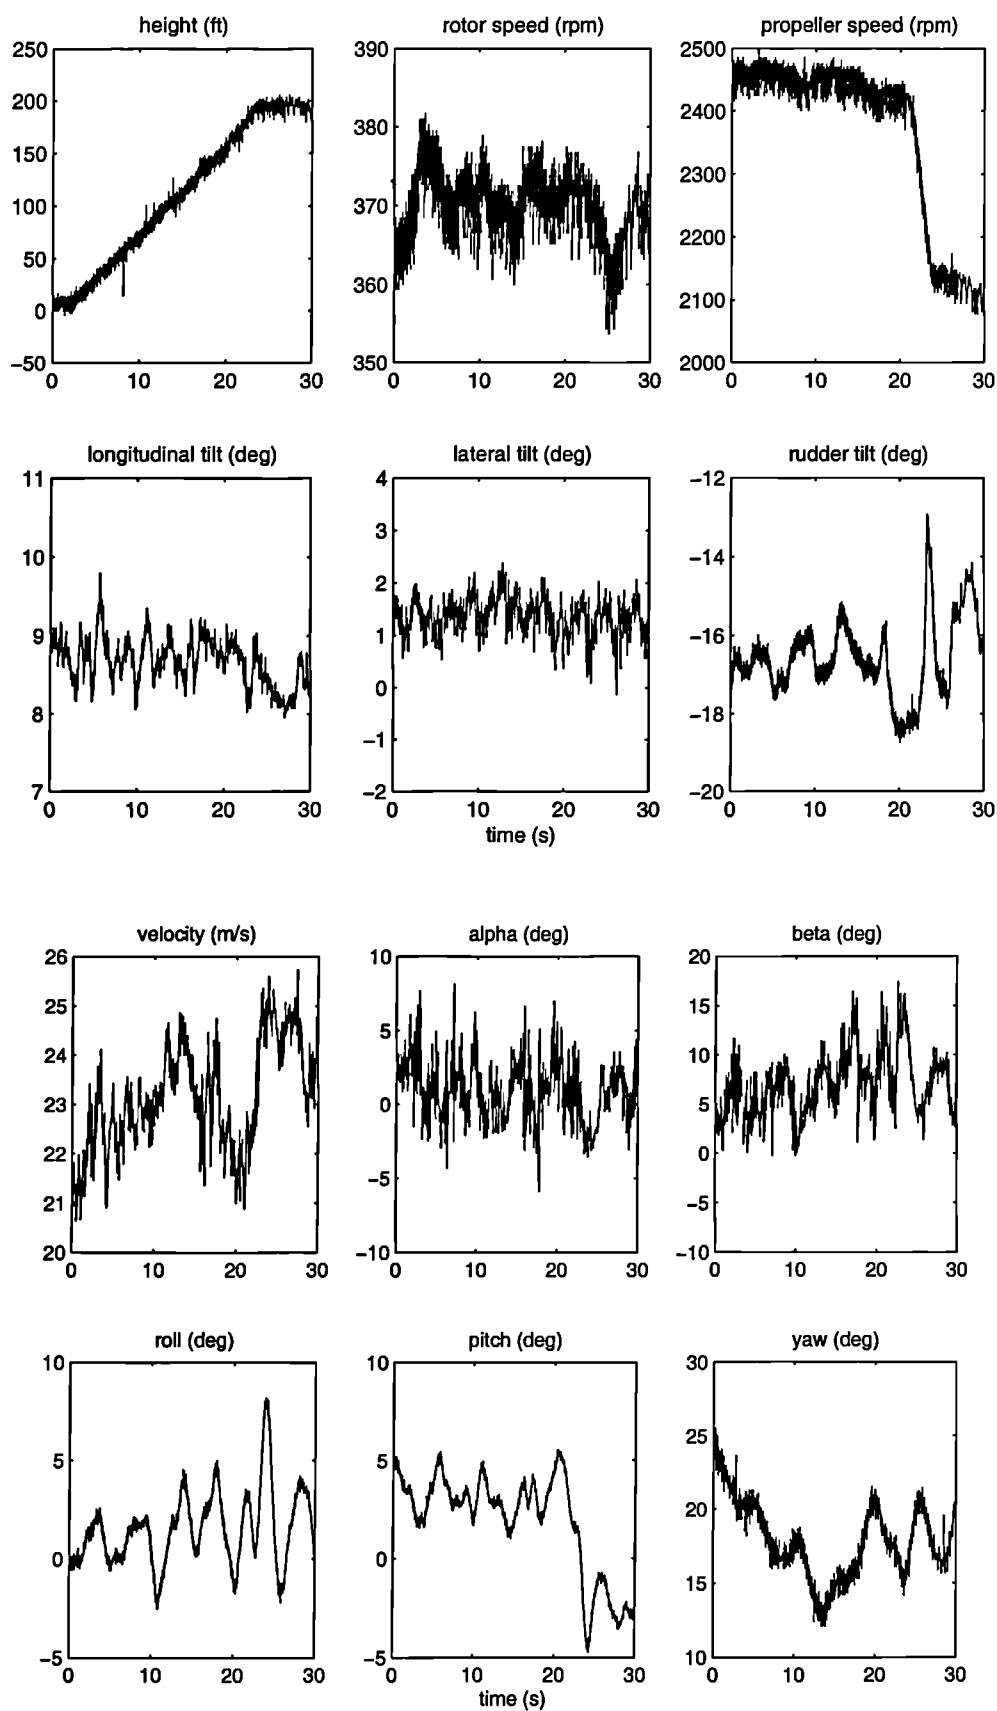 height (ft) rotor speed (rpm) propeller speed (rpm)
250 390 2500
200 380 2400
150 2300
100 370 2200
50 360 2100
0
−50 350 2000
0 10 20 30 0 10 20 30 0 10 20 30
longitudinal tilt (deg) lateral tilt (deg) rudder tilt (deg)
11 4 −12
10 3 −14
9 2 −16
1
8 0 −18
−1
7 −2 −20
0 10 20 30 0 10 20 30 0 10 20 30
time (s)
velocity (m/s) alpha (deg) beta (deg)
26 10 20
25 5 15
24 10
23 0 5
22 0
21 −5 −5
20 −10 −10
0 10 20 30 0 10 20 30 0 10 20 30
roll (deg) pitch (deg) yaw (deg)
10 10 30
5 5 25
20
0 0 15
−5 −5 10
0 10 20 30 0 10 20 30 0 10 20 30
time (s)